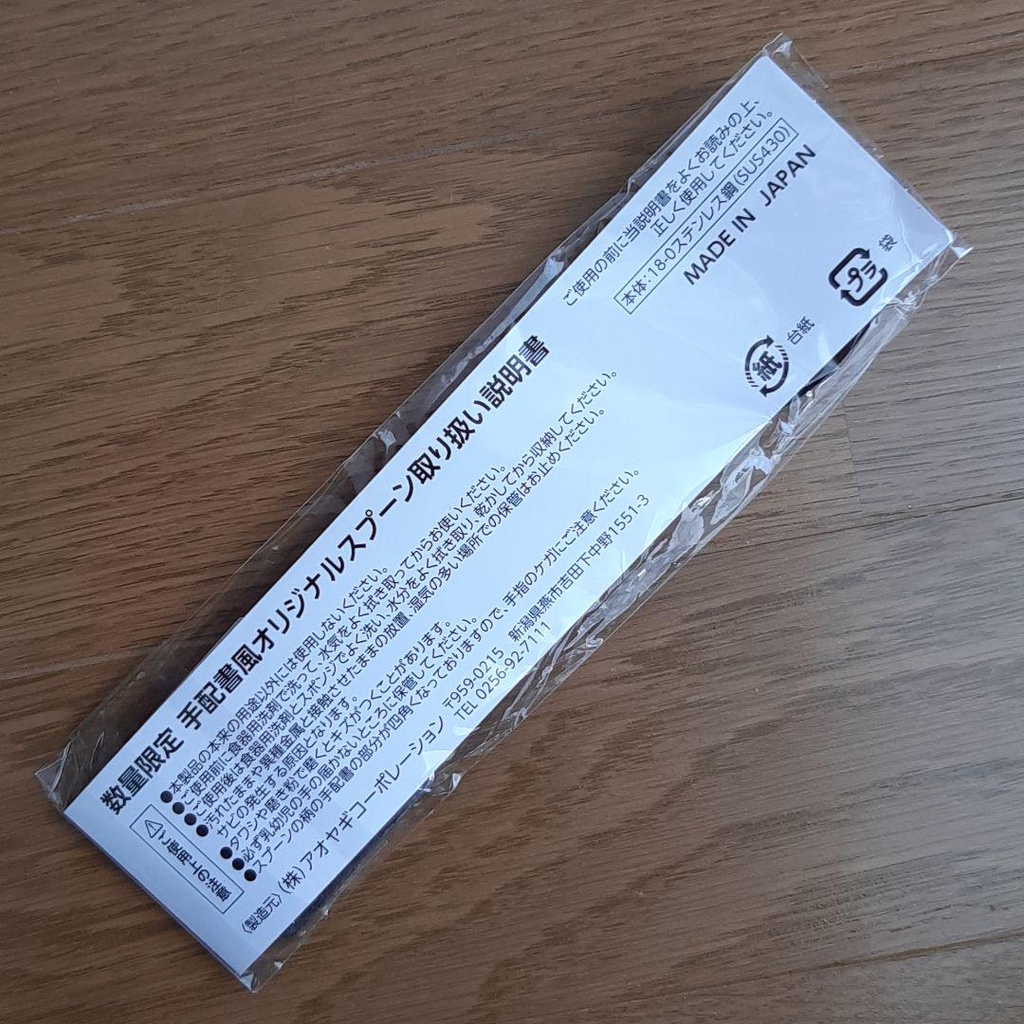 数量限定 手配書風オリジナルスプーン取り扱い説明書
⚠ご使用上の注意
●本製品の本来の用途以外には使用しないください。
●ご使用前に食器用洗剤で洗って、水気をよく拭き取ってからお使いください。
●ご使用後は食器用洗剤とスポンジでよく洗い、水分をよく拭き取り、乾かしてから収納してください。
●汚れたままや異種金属と接触させたままの放置、湿気の多い場所での保管はお止めください。
サビの発生する原因になります。
●タワシや磨き粉で磨くとキズがつくことがあります。
●必ず乳幼児の手の届かないところに保管してください。
●スプーンの柄の手配書の部分が四角くなっておりますので、手指のケガにご注意ください。
〈製造元〉(株)アオヤギコーポレーション 〒959-0215 新潟県燕市吉田下中野1551-3
TEL 0256-92-7111
ご使用の前に当説明書をよくお読みの上、
正しく使用してください。
本体:18-0ステンレス鋼(SUS430)
MADE IN JAPAN
紙 台紙
プラ 袋